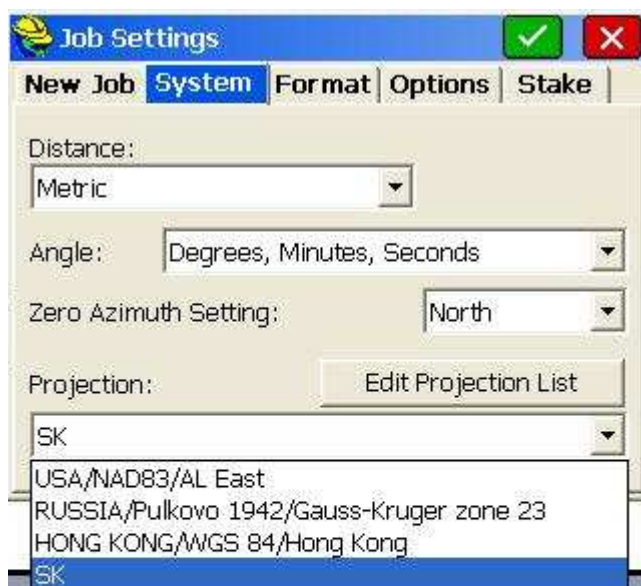 Job Settings
New Job System Format Options Stake
Distance:
Metric
Angle: Degrees, Minutes, Seconds
Zero Azimuth Setting: North
Projection: Edit Projection List
SK
USA/NAD83/AL East
RUSSIA/Pulkovo 1942/Gauss-Kruger zone 23
HONG KONG/WGS 84/Hong Kong
SK